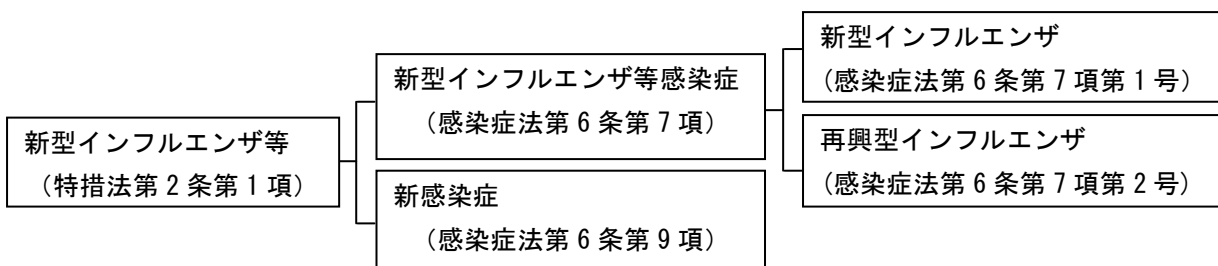 新型インフルエンザ等
（特措法第２条第１項）
新型インフルエンザ等感染症
（感染症法第６条第７項）
新感染症
（感染症法第６条第９項）
新型インフルエンザ
（感染症法第６条第７項第１号）
再興型インフルエンザ
（感染症法第６条第７項第２号）